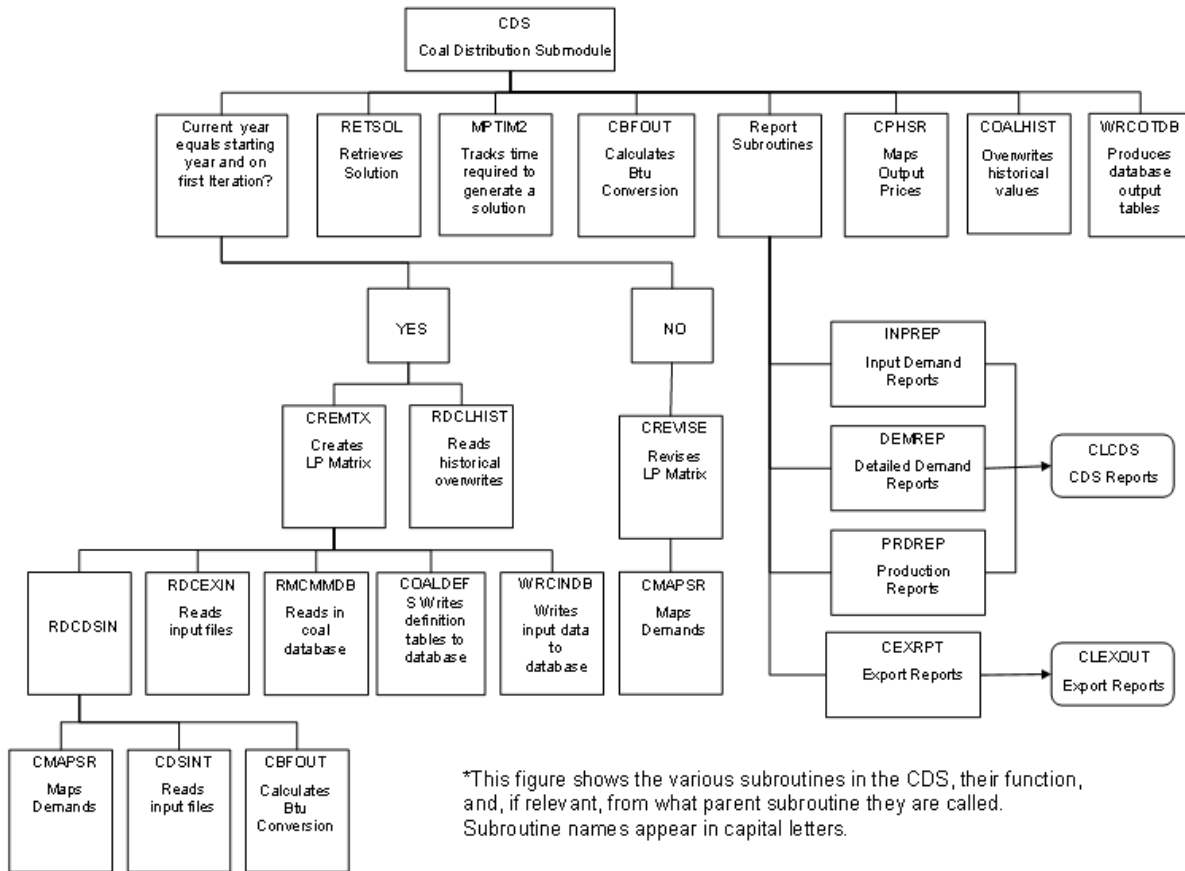 CDS
Coal Distribution Submodule
Current year
equals starting
year and on
first Iteration?
RETSOL
Retrieves
Solution
MPTIM2
Tracks time
required to
generate a
solution
CBFOUT
Calculates
Btu
Conversion
Report
Subroutines
CPHSR
Maps
Output
Prices
COALHIST
Overwrites
historical
values
WRCOTDB
Produces
database
output
tables
YES
NO
INPREP
Input Demand
Reports
CREMTX
Creates
LP Matrix
RDCLHIST
Reads
historical
overwrites
CREVISE
Revises
LP Matrix
DEMREP
Detailed Demand
Reports
CLCDS
CDS Reports
PRDREP
Production
Reports
RDCDSIN
RDCEXIN
Reads
input files
RMCMMDB
Reads in
coal
database
COALDEF
S Writes
definition
tables to
database
WRCINDB
Writes
input data
to
database
CMAPSR
Maps
Demands
CEXRPT
Export Reports
CLEXOUT
Export Reports
CMAPSR
Maps
Demands
CDSINT
Reads
input files
CBFOUT
Calculates
Btu
Conversion
*This figure shows the various subroutines in the CDS, their function,
and, if relevant, from what parent subroutine they are called.
Subroutine names appear in capital letters.